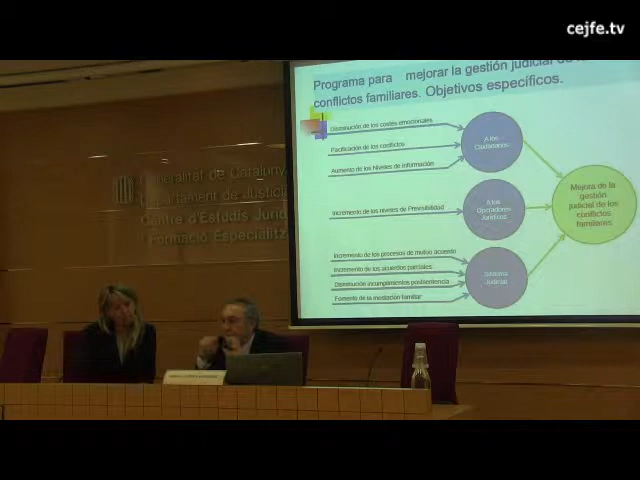 cejfe.tv
Programa para mejorar la gestión judicial de
conflictos familiares. Objetivos específicos.
Disminución de los costes emocionales
Pacificación de los conflictos
Aumento de los Niveles de Información
A los
Ciudadanos
Incremento de los niveles de Previsibilidad
A los
Operadores
Jurídicos
Incremento de los procesos de mutuo acuerdo
Incremento de los acuerdos parciales
Disminución incumplimientos postsentencia
Fomento de la mediación familiar
Sistema
Judicial
Mejora de la
gestión
judicial de los
conflictos
familiares
Generalitat de Catalunya
Departament de Justícia
Centre d'Estudis Jurídi
Formació Especialitz